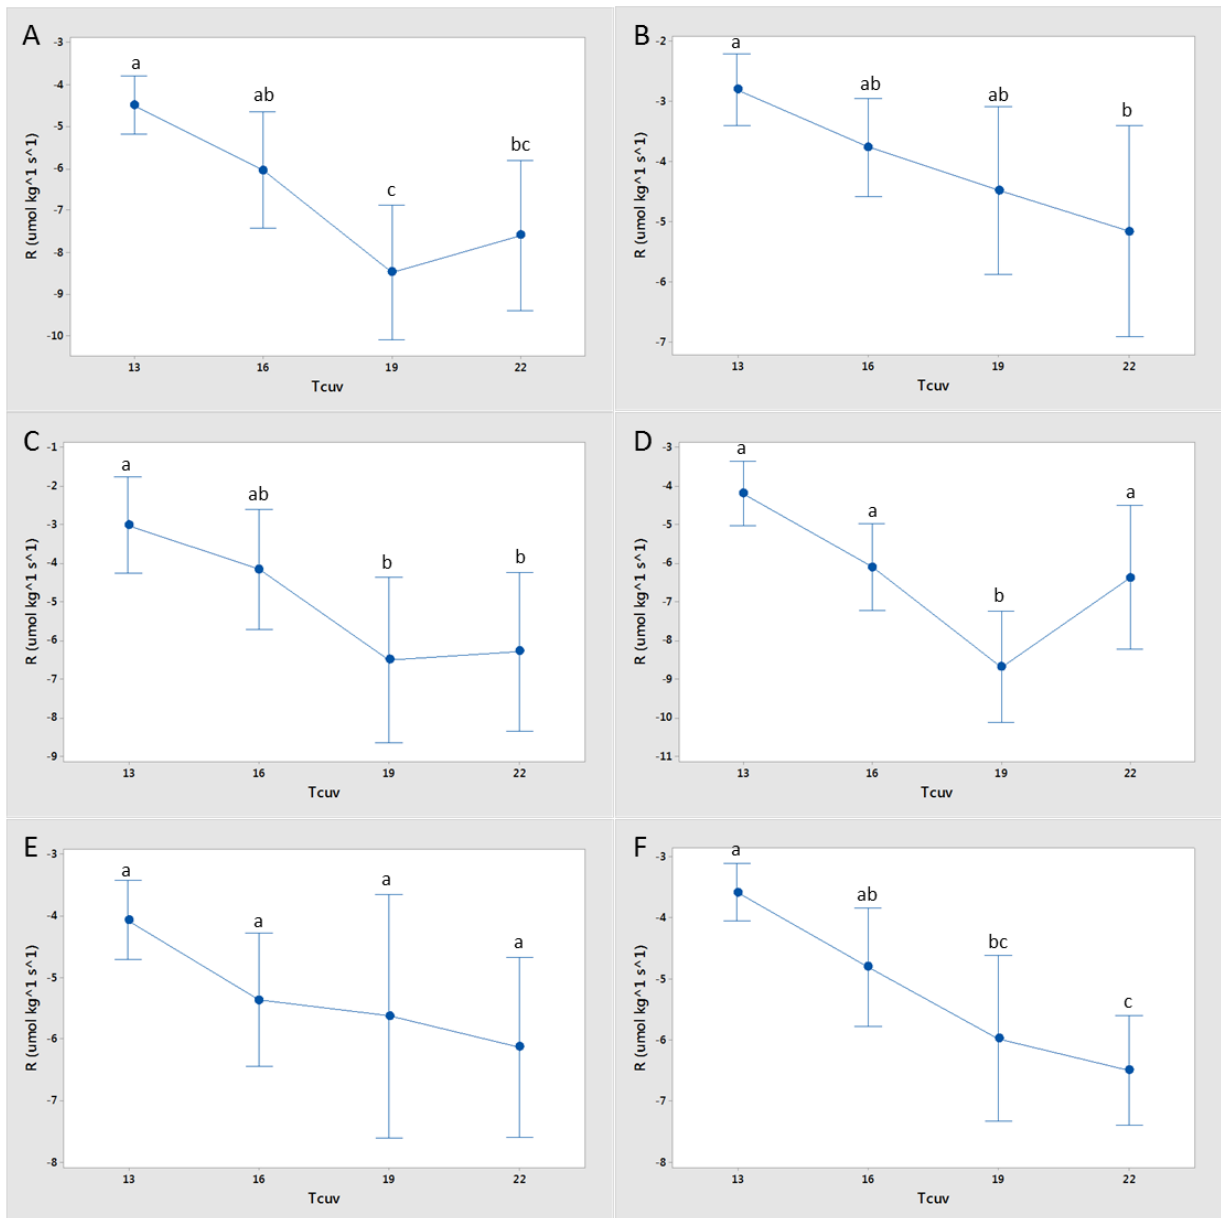 A
-3
-4
-5
-6
-7
-8
-9
-10
R (umol kg^1 s^1)
a
ab
c
bc
13 16 19 22
Tcuv
B
-2
-3
-4
-5
-6
-7
R (umol kg^1 s^1)
a
ab
ab
b
13 16 19 22
Tcuv
C
-1
-2
-3
-4
-5
-6
-7
-8
-9
R (umol kg^1 s^1)
a
ab
b
b
13 16 19 22
Tcuv
D
-3
-4
-5
-6
-7
-8
-9
-10
-11
R (umol kg^1 s^1)
a
a
b
a
13 16 19 22
Tcuv
E
-3
-4
-5
-6
-7
-8
R (umol kg^1 s^1)
a
a
a
a
13 16 19 22
Tcuv
F
-3
-4
-5
-6
-7
-8
R (umol kg^1 s^1)
a
ab
bc
c
13 16 19 22
Tcuv